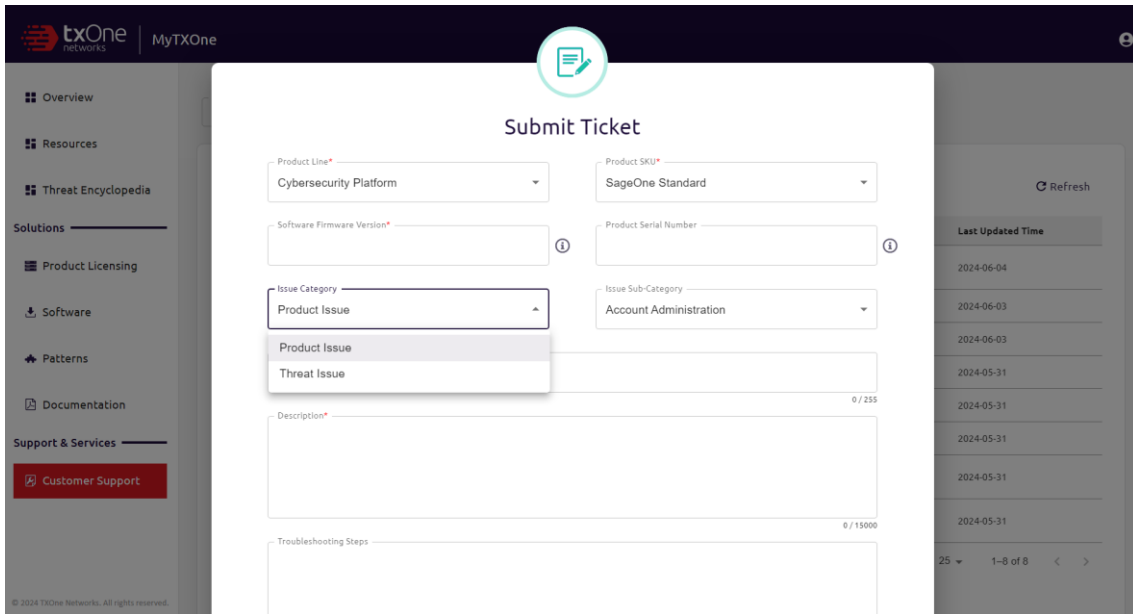 txOne
networks
MyTXOne
Overview
Resources
Threat Encyclopedia
Solutions
Product Licensing
Software
Patterns
Documentation
Support & Services
Customer Support
© 2024 TXOne Networks. All rights reserved.
Submit Ticket
Product Line*
Cybersecurity Platform
Product SKU*
SageOne Standard
Software Firmware Version*
Product Serial Number
Issue Category
Product Issue
Issue Sub-Category
Account Administration
Product Issue
Threat Issue
0 / 255
Description*
0 / 15000
Troubleshooting Steps
Refresh
Last Updated Time
2024-06-04
2024-06-03
2024-06-03
2024-05-31
2024-05-31
2024-05-31
2024-05-31
2024-05-31
25
1–8 of 8